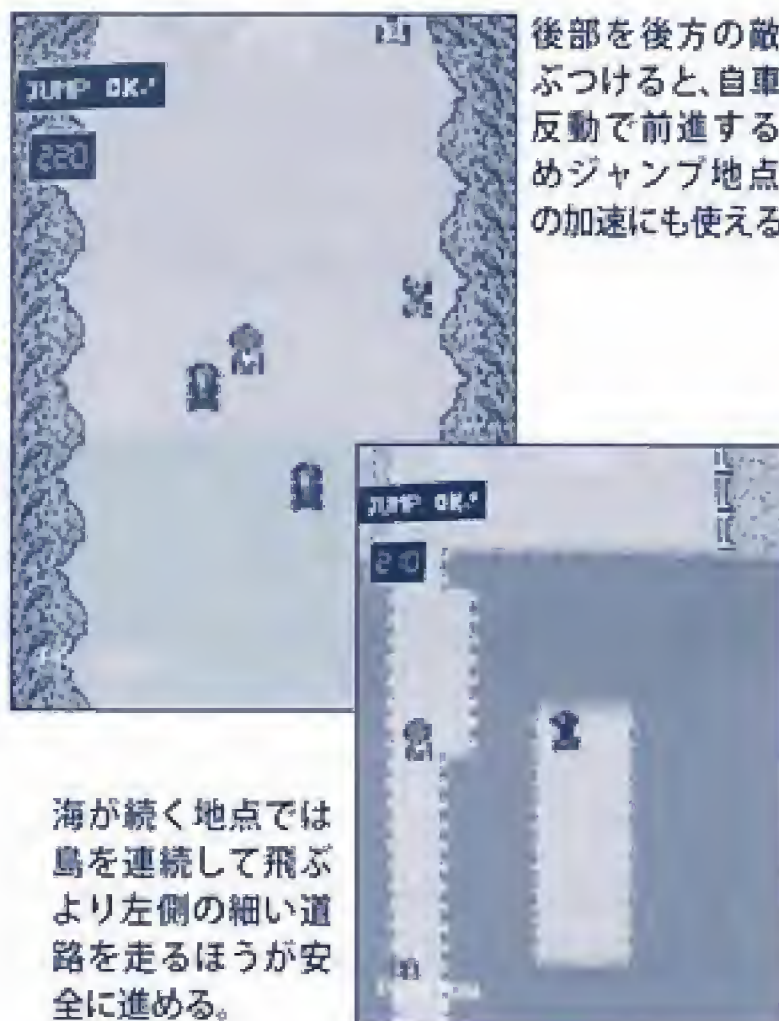 後部を後方の敵
ぶつけると、自車
反動で前進する
めジャンプ地点
の加速にも使える
JUMP OK!
220
JUMP OK!
210
海が続く地点では
島を連続して飛ぶ
より左側の細い道
路を走るほうが安
全に進める。